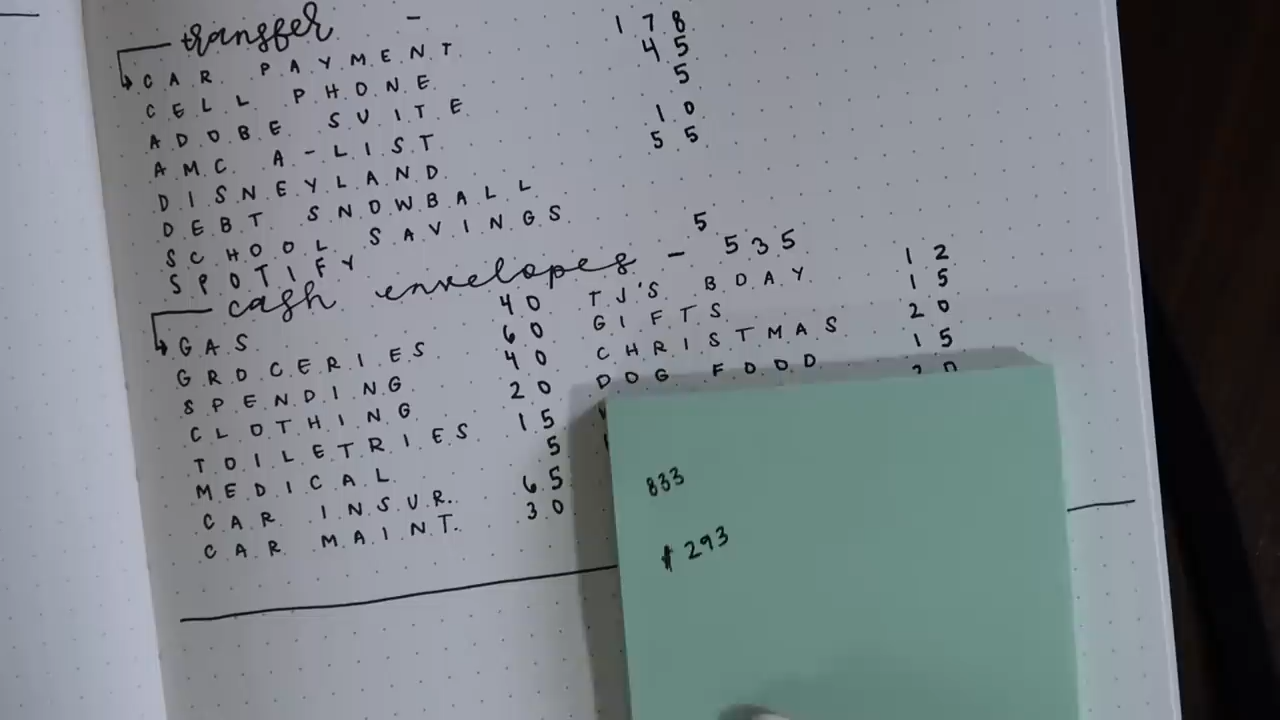 transfer -
CAR PAYMENT 178
CELL PHONE 45
ADOBE SUITE 5
AMC A-LIST 10
DISNEYLAND 55
DEBT SNOWBALL
SCHOOL SAVINGS
SPOTIFY 5
cash envelopes - 535
GAS 40 TJ'S BDAY 12
GROCERIES 60 GIFTS 15
SPENDING 40 CHRISTMAS 20
CLOTHING 20 DOG FOOD 15
TOILETRIES 15
MEDICAL 5
CAR INSUR. 65
CAR MAINT. 30
833
$293